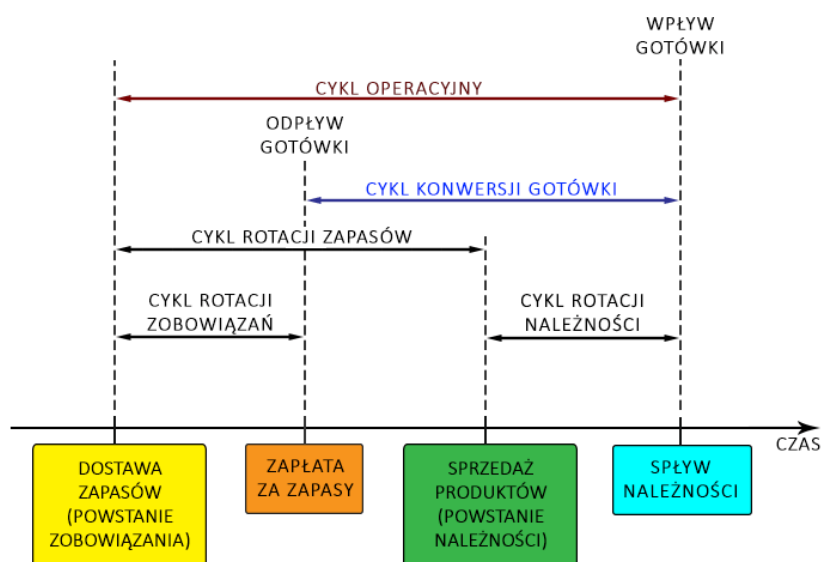 WPŁYW
GOTÓWKI
CYKL OPERACYJNY
ODPŁYW
GOTÓWKI
CYKL KONWERSJI GOTÓWKI
CYKL ROTACJI ZAPASÓW
CYKL ROTACJI
ZOBOWIĄZAŃ
CYKL ROTACJI
NALEŻNOŚCI
CZAS
DOSTAWA
ZAPASÓW
(POWSTANIE
ZOBOWIĄZANIA)
ZAPŁATA
ZA ZAPASY
SPRZEDAŻ
PRODUKTÓW
(POWSTANIE
NALEŻNOŚCI)
SPŁYW
NALEŻNOŚCI